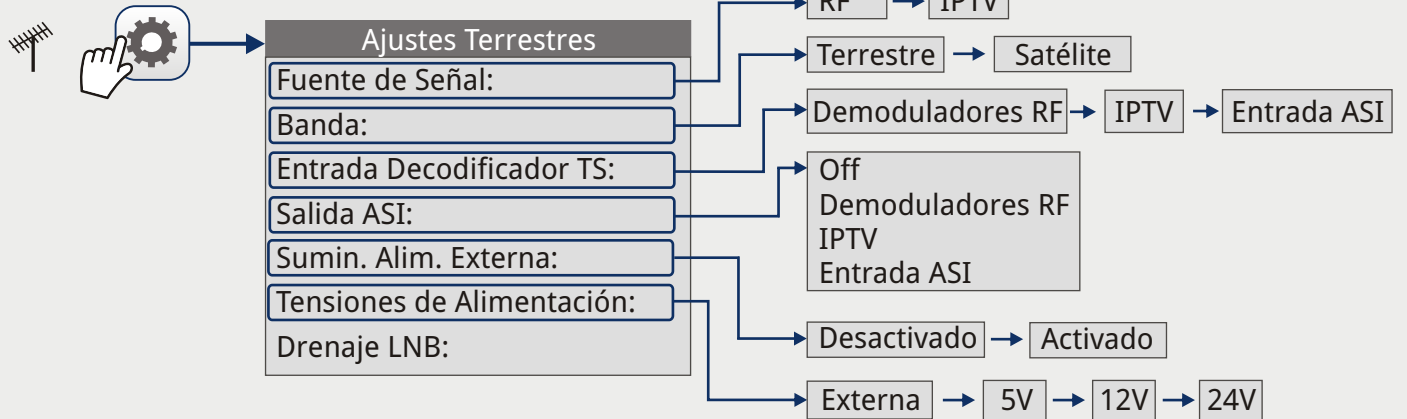 RF IPTV
Ajustes Terrestres
Fuente de Señal:
Terrestre Satélite
Banda:
Demoduladores RF IPTV Entrada ASI
Entrada Decodificador TS:
Off
Demoduladores RF
IPTV
Entrada ASI
Salida ASI:
Sumin. Alim. Externa:
Desactivado Activado
Tensiones de Alimentación:
Externa 5V 12V 24V
Drenaje LNB: